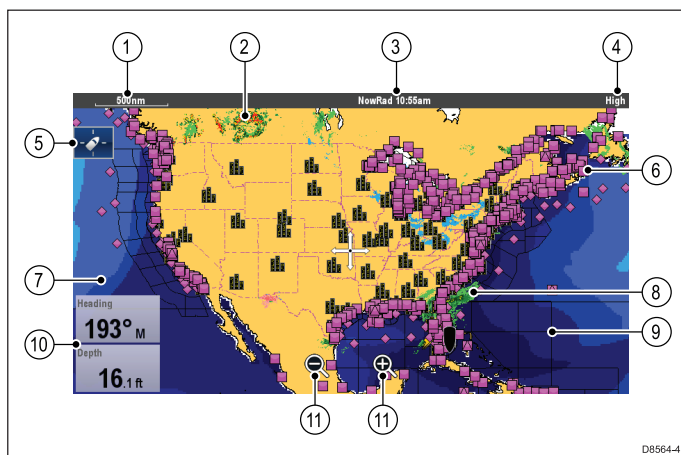 1 2 3 4
500nm NowRad 10:55am High
5
6
7
8
Heading
193° M
9
10
Depth
16.1 ft
11 11
D8564-4